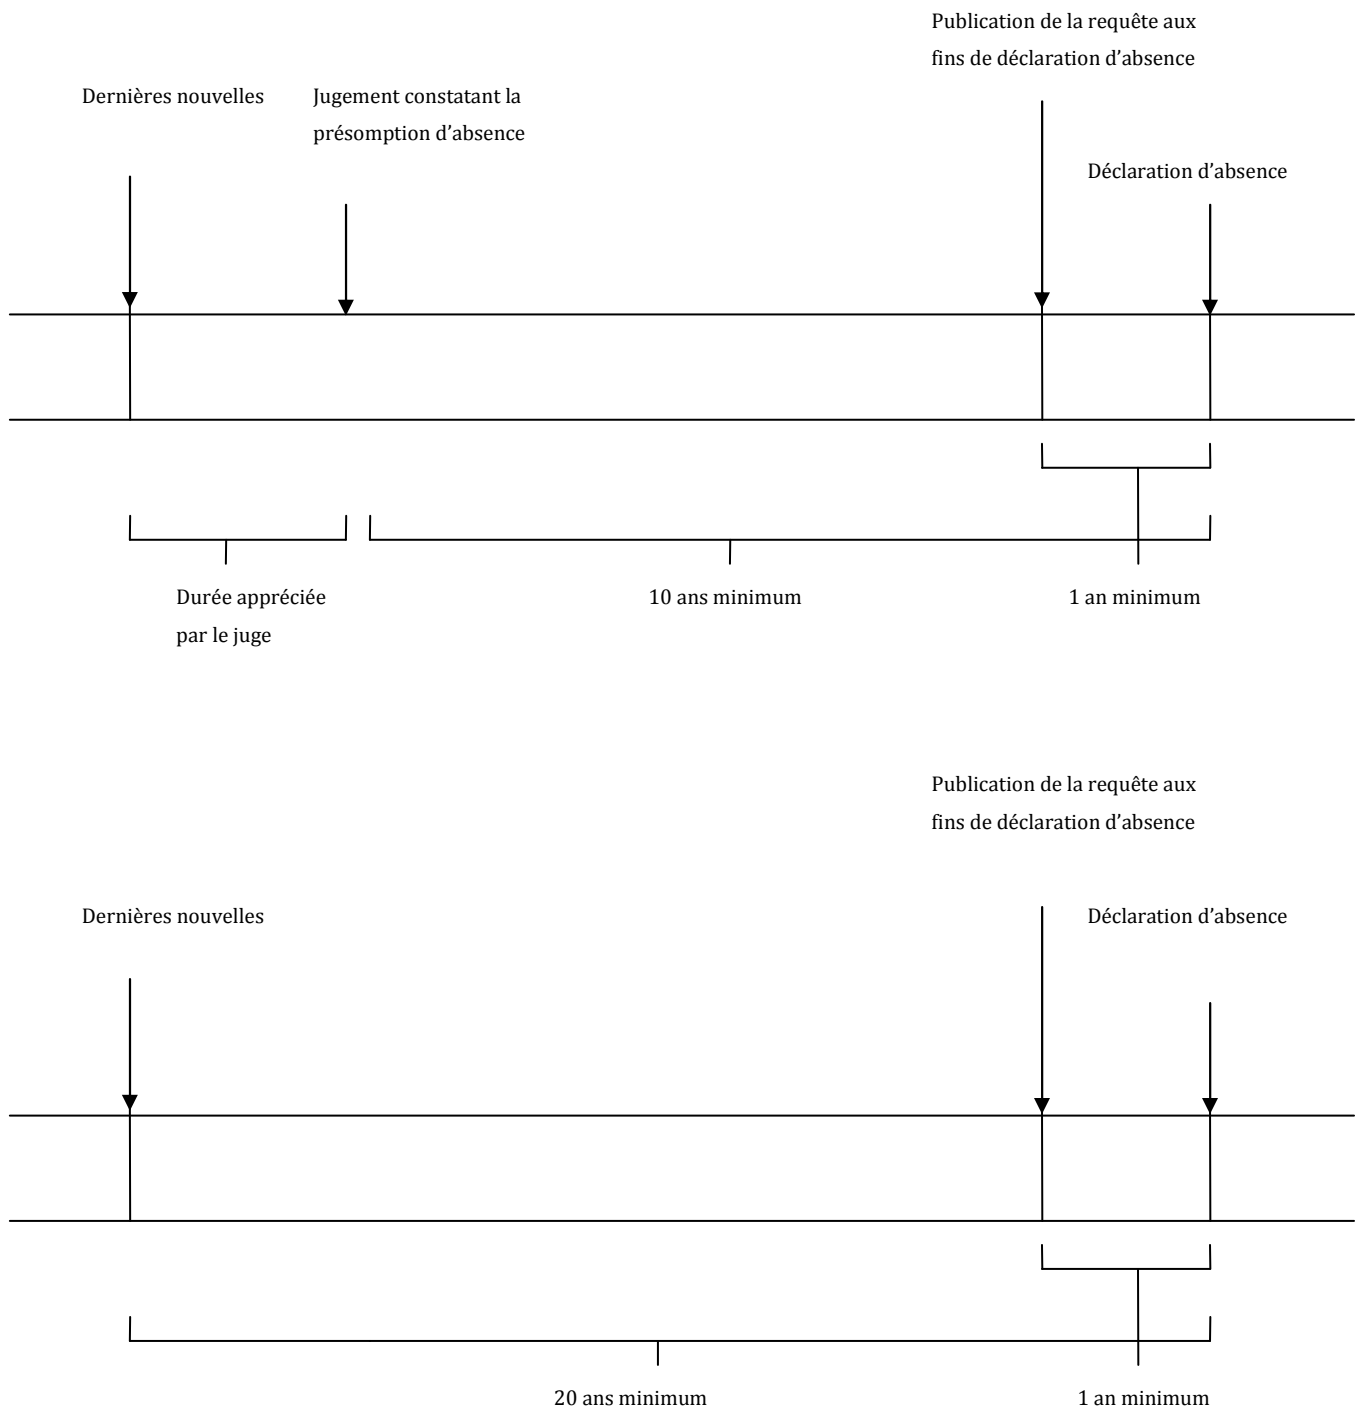 Publication de la requête aux
fins de déclaration d’absence
Dernières nouvelles
Jugement constatant la
présomption d’absence
Déclaration d’absence
Durée appréciée
par le juge
10 ans minimum
1 an minimum
Publication de la requête aux
fins de déclaration d’absence
Dernières nouvelles
Déclaration d’absence
20 ans minimum
1 an minimum